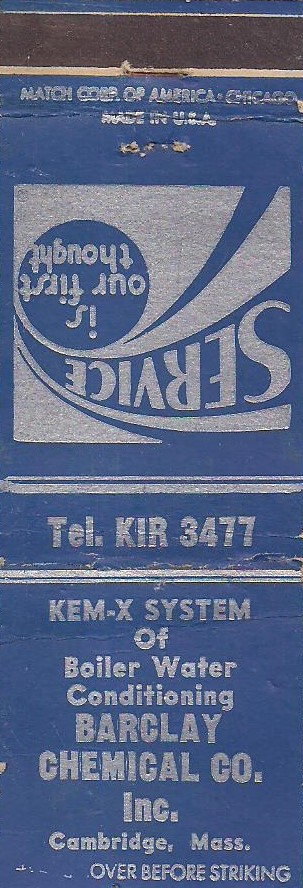 MATCH CORP. OF AMERICA · CHICAGO
MADE IN U.S.A.
SERVICE
is
our first
thought
Tel. KIR 3477
KEM-X SYSTEM
Of
Boiler Water
Conditioning
BARCLAY
CHEMICAL CO.
Inc.
Cambridge, Mass.
OVER BEFORE STRIKING